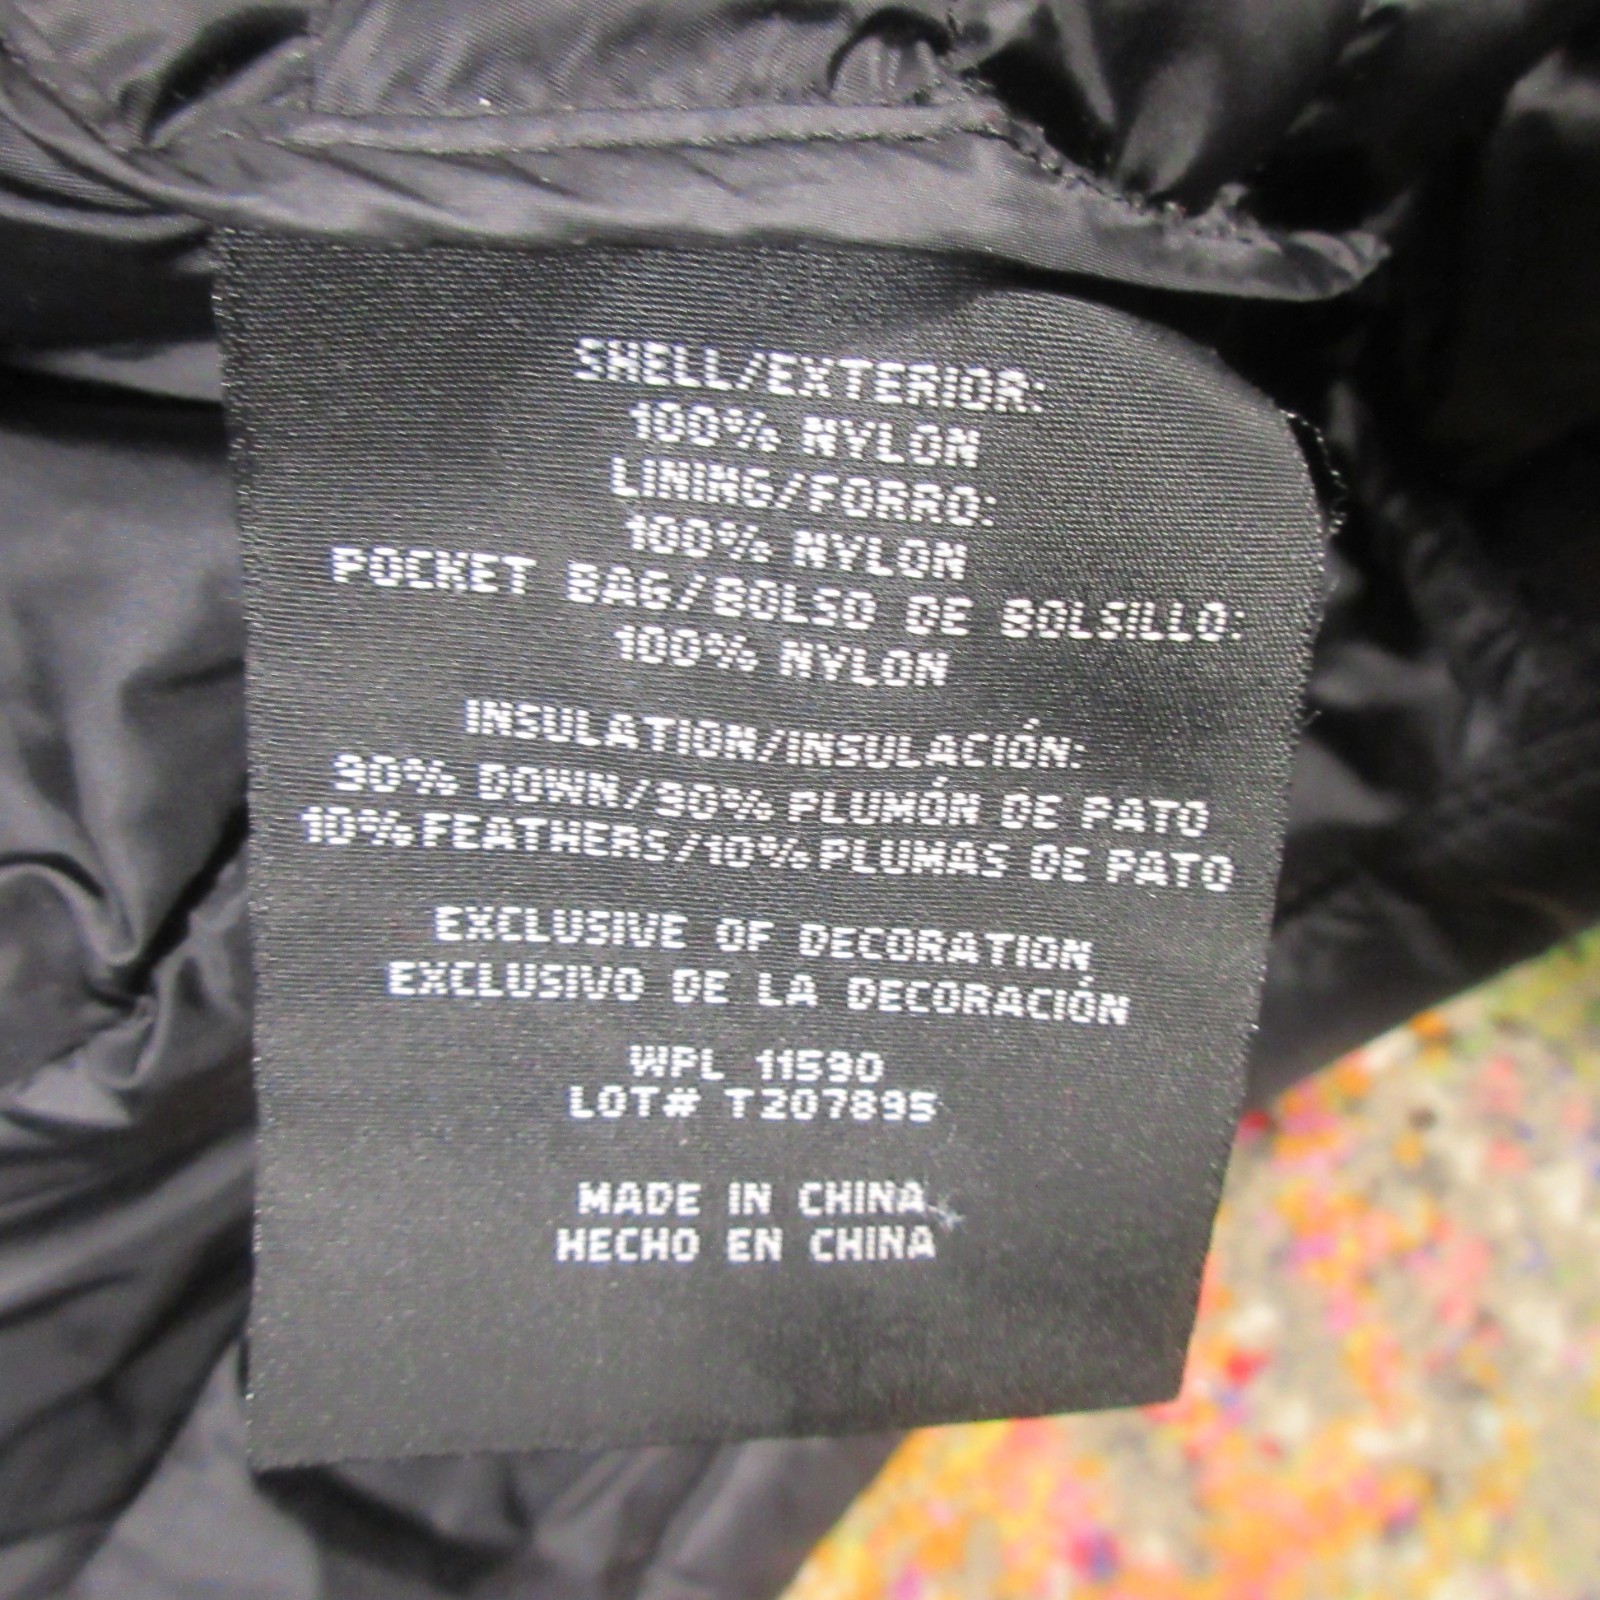 SHELL/EXTERIOR:
100% NYLON
LINING/FORRO:
100% NYLON
POCKET BAG/BOLSO DE BOLSILLO:
100% NYLON
INSULATION/INSULACIÓN:
90% DOWN/90% PLUMÓN DE PATO
10% FEATHERS/10% PLUMAS DE PATO
EXCLUSIVE OF DECORATION
EXCLUSIVO DE LA DECORACIÓN
WPL 11590
LOT# T207895
MADE IN CHINA
HECHO EN CHINA